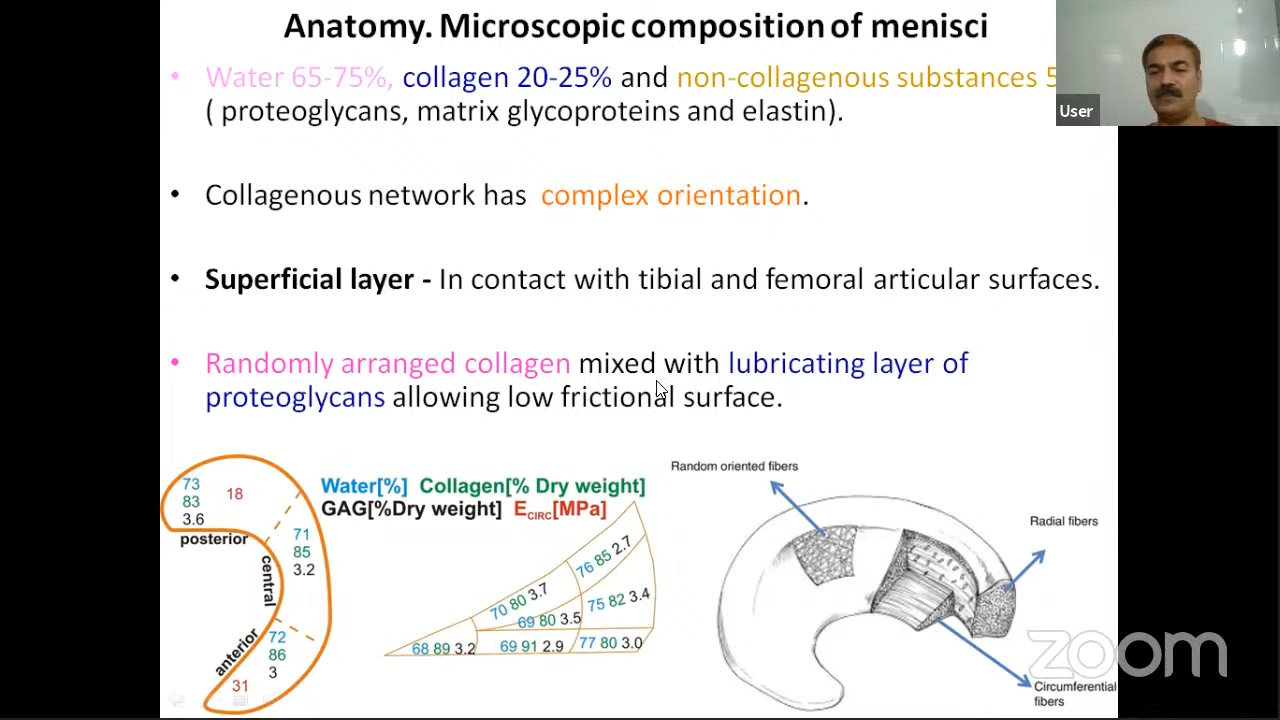 Anatomy. Microscopic composition of menisci
• Water 65-75%, collagen 20-25% and non-collagenous substances 5
( proteoglycans, matrix glycoproteins and elastin).
User
• Collagenous network has complex orientation.
• Superficial layer - In contact with tibial and femoral articular surfaces.
• Randomly arranged collagen mixed with lubricating layer of
proteoglycans allowing low frictional surface.
73
83
3.6
18
posterior
71
85
3.2
central
anterior
72
86
3
31
Water[%] Collagen[% Dry weight]
GAG[%Dry weight] ECIRC[MPa]
76 85 2.7
70 80 3.7
75 82 3.4
69 80 3.5
68 89 3.2
69 91 2.9
77 80 3.0
Random oriented fibers
Radial fibers
Circumferential
fibers
zoom